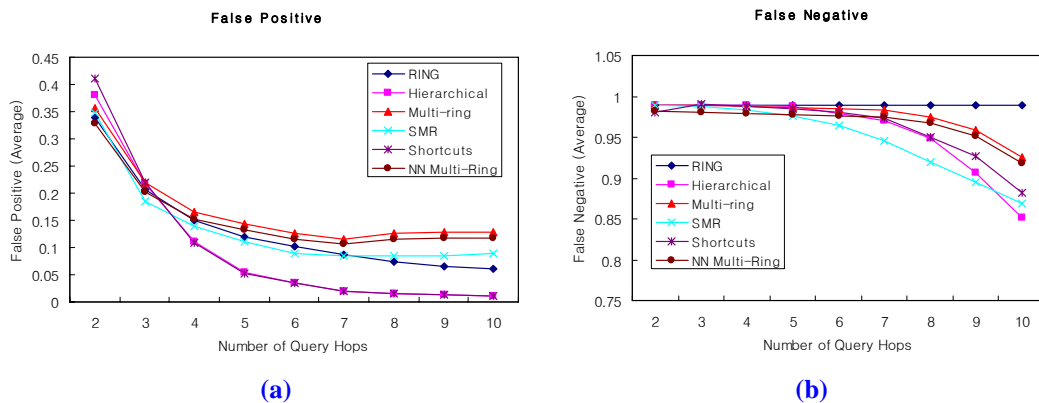 False Positive
0.45
0.4
0.35
0.3
0.25
0.2
0.15
0.1
0.05
0
False Positive (Average)
RING
Hierarchical
Multi-ring
SMR
Shortcuts
NN Multi-Ring
2 3 4 5 6 7 8 9 10
Number of Query Hops
(a)
False Negative
1.05
1
0.95
0.9
0.85
0.8
0.75
False Negative (Average)
RING
Hierarchical
Multi-ring
SMR
Shortcuts
NN Multi-Ring
2 3 4 5 6 7 8 9 10
Number of Query Hops
(b)